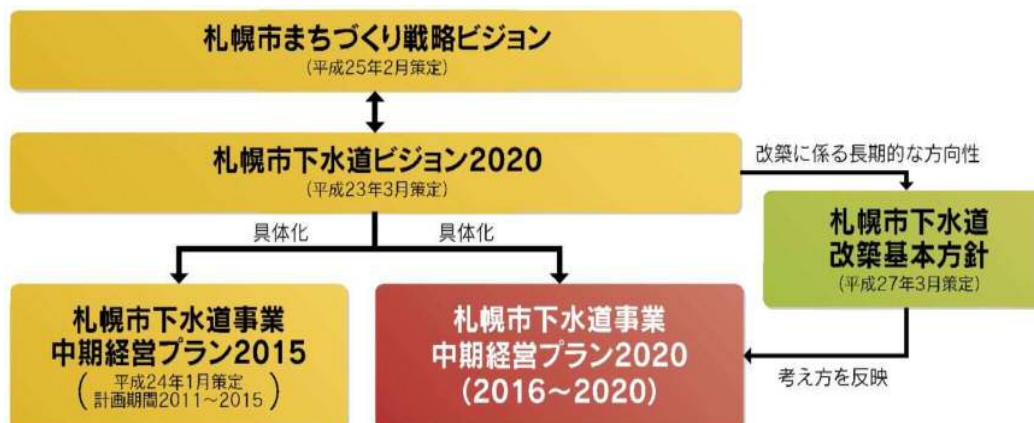 札幌市まちづくり戦略ビジョン
(平成25年2月策定)
札幌市下水道ビジョン2020
(平成23年3月策定)
改築に係る長期的な方向性
具体化
具体化
札幌市下水道
改築基本方針
(平成27年3月策定)
札幌市下水道事業
中期経営プラン2015
(平成24年1月策定
計画期間2011～2015)
札幌市下水道事業
中期経営プラン2020
(2016～2020)
考え方を反映